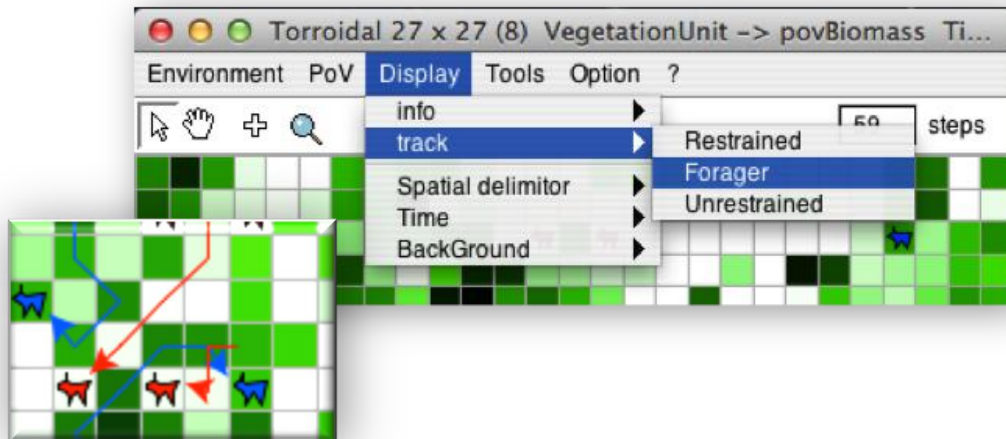 Torroidal 27 x 27 (8) VegetationUnit -> povBiomass Ti...
Environment PoV Display Tools Option ?
info
59 steps
track
Restrained
Forager
Spatial delimitor
Unrestrained
Time
BackGround